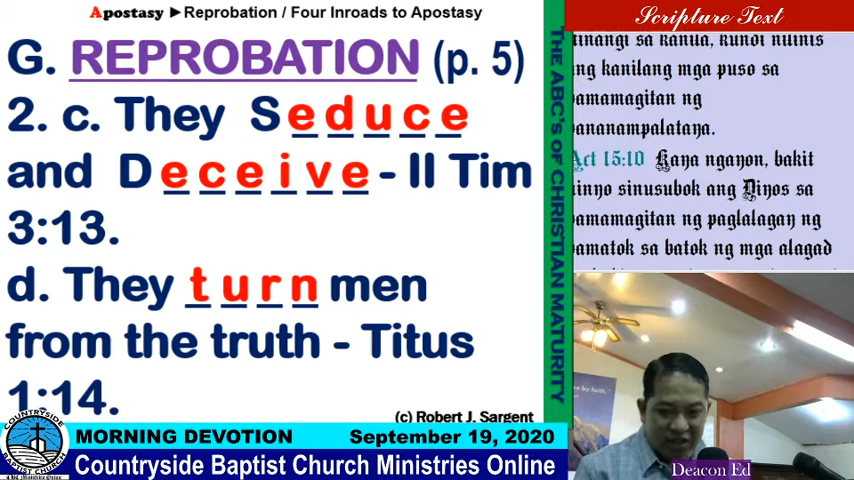 Apostasy ►Reprobation / Four Inroads to Apostasy
G. REPROBATION (p. 5)
2. c. They Seduce
and Deceive - II Tim
3:13.
d. They turn men
from the truth - Titus
1:14.
(c) Robert J. Sargent
THE ABC's OF CHRISTIAN MATURITY
Scripture Text
kanila, kundi nilinis
ang kanilang mga puso sa
pamamagitan ng
pananampalataya.
Act 15:10 Kaya ngayon, bakit
ninyo sinusubok ang Diyos sa
pamamagitan ng paglalagay ng
pamatok sa batok ng mga alagad
Deacon Ed
COUNTRYSIDE
BAPTIST CHURCH
MORNING DEVOTION September 19, 2020
Countryside Baptist Church Ministries Online